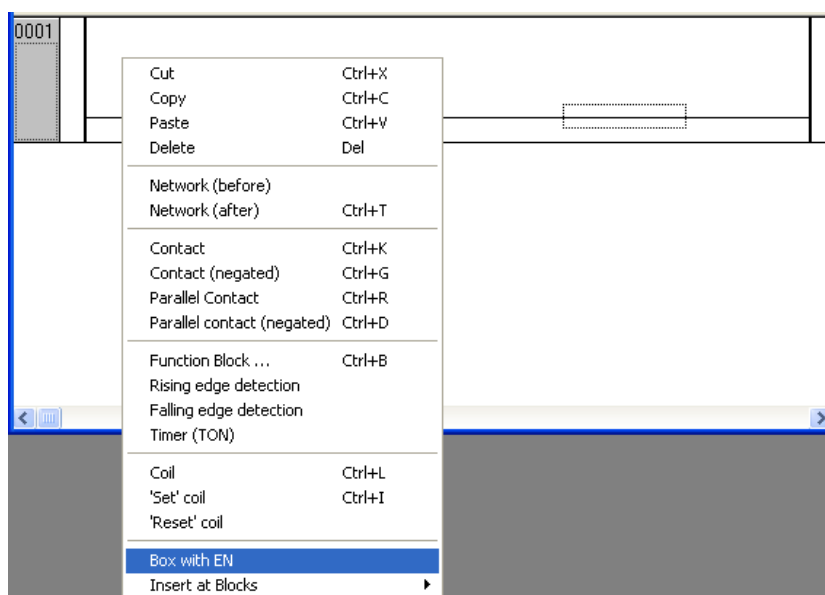 0001
Cut Ctrl+X
Copy Ctrl+C
Paste Ctrl+V
Delete Del
Network (before)
Network (after) Ctrl+T
Contact Ctrl+K
Contact (negated) Ctrl+G
Parallel Contact Ctrl+R
Parallel contact (negated) Ctrl+D
Function Block ... Ctrl+B
Rising edge detection
Falling edge detection
Timer (TON)
Coil Ctrl+L
'Set' coil Ctrl+I
'Reset' coil
Box with EN
Insert at Blocks